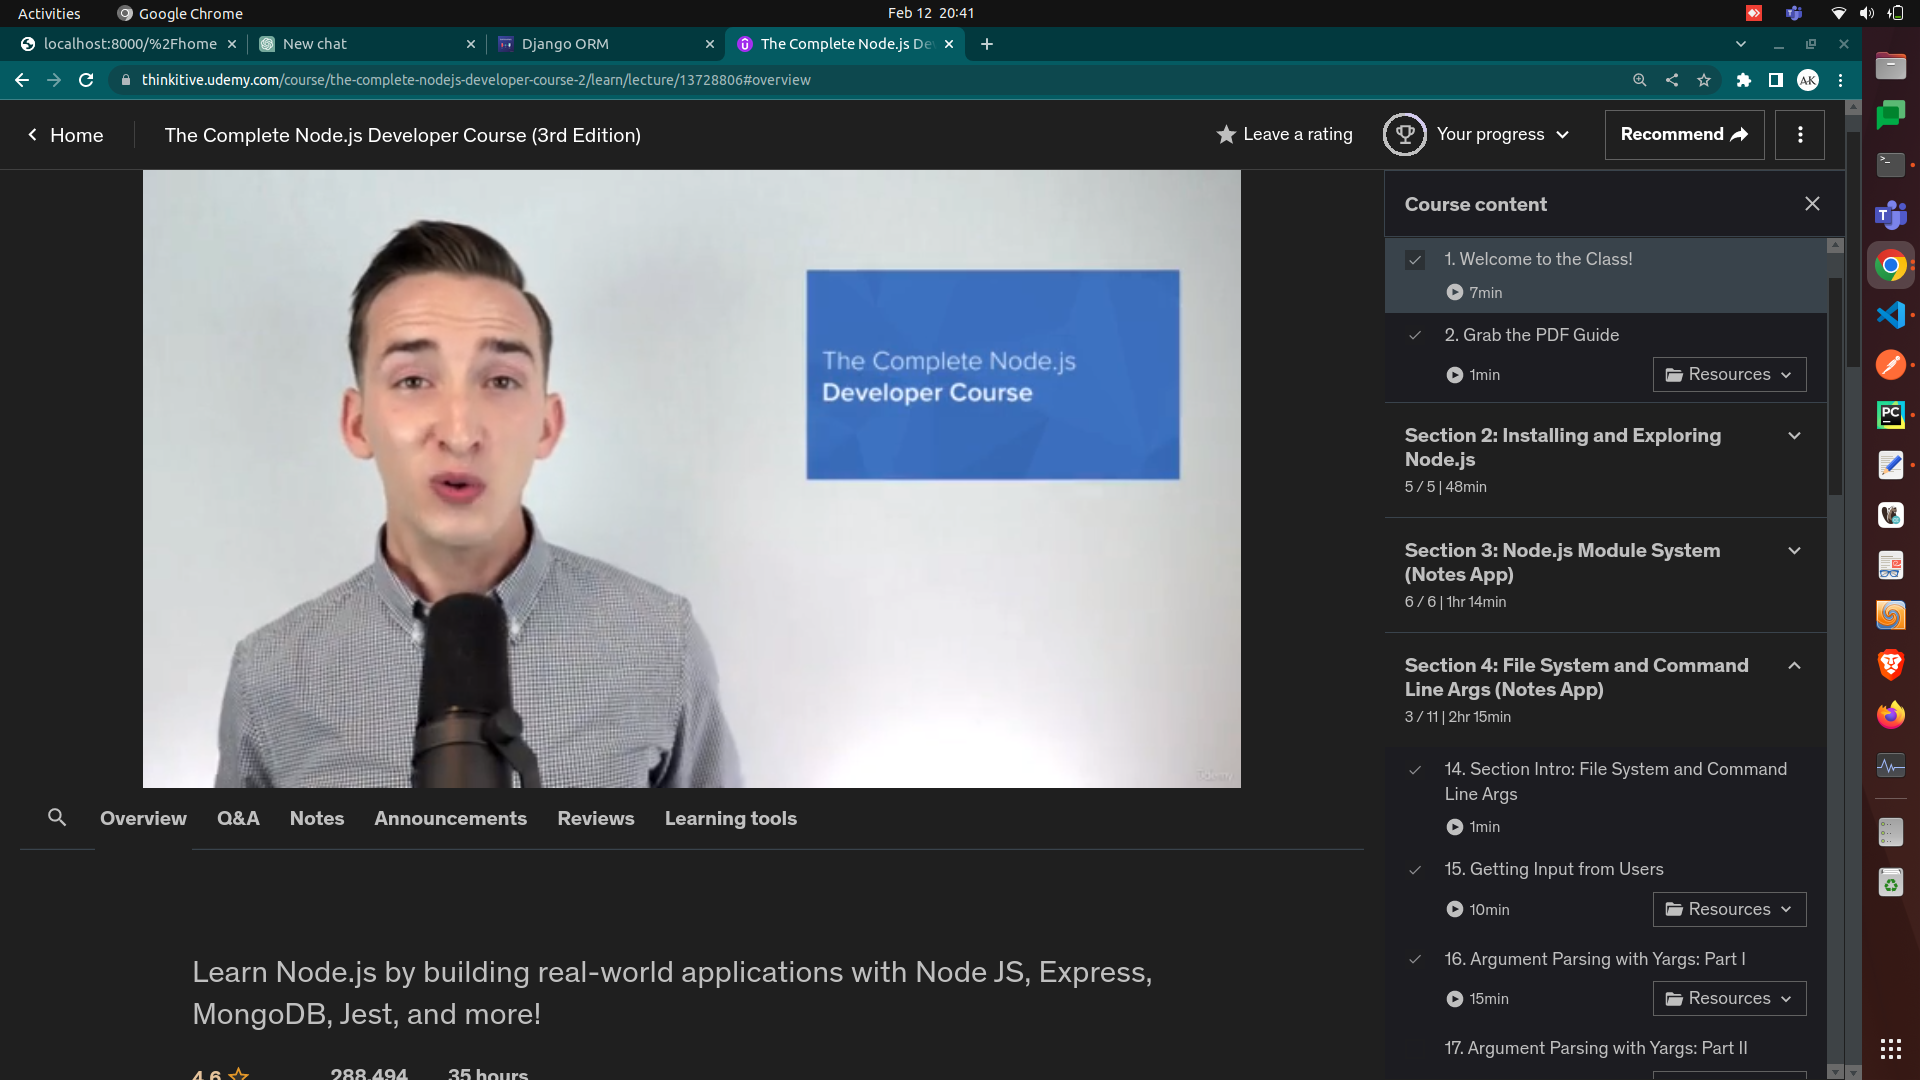 Activities
Google Chrome
Feb 12 20:41
localhost:8000/%2Fhome
New chat
Django ORM
The Complete Node.js De
thinkitive.udemy.com/course/the-complete-nodejs-developer-course-2/learn/lecture/13728806#overview
AK
Home
The Complete Node.js Developer Course (3rd Edition)
Leave a rating
Your progress
Recommend
The Complete Node.js
Developer Course
Udemy
Course content
1. Welcome to the Class!
7min
2. Grab the PDF Guide
1min
Resources
Section 2: Installing and Exploring
Node.js
5 / 5 | 48min
Section 3: Node.js Module System
(Notes App)
6 / 6 | 1hr 14min
Section 4: File System and Command
Line Args (Notes App)
3 / 11 | 2hr 15min
14. Section Intro: File System and Command
Line Args
1min
15. Getting Input from Users
10min
Resources
16. Argument Parsing with Yargs: Part I
15min
Resources
17. Argument Parsing with Yargs: Part II
Overview
Q&A
Notes
Announcements
Reviews
Learning tools
Learn Node.js by building real-world applications with Node JS, Express,
MongoDB, Jest, and more!
4.6
288,494
35 hours
T
PC